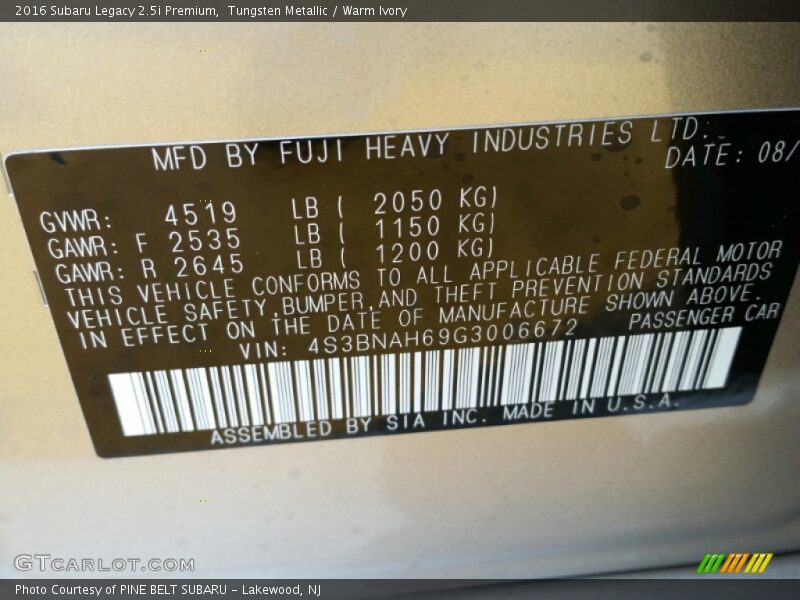 2016 Subaru Legacy 2.5i Premium, Tungsten Metallic / Warm Ivory
MFD BY FUJI HEAVY INDUSTRIES LTD.
DATE: 08/
GVWR: 4519 LB ( 2050 KG)
GAWR: F 2535 LB ( 1150 KG)
GAWR: R 2645 LB ( 1200 KG)
THIS VEHICLE CONFORMS TO ALL APPLICABLE FEDERAL MOTOR
VEHICLE SAFETY,BUMPER,AND THEFT PREVENTION STANDARDS
IN EFFECT ON THE DATE OF MANUFACTURE SHOWN ABOVE.
VIN: 4S3BNAH69G3006672 PASSENGER CAR
ASSEMBLED BY SIA INC. MADE IN U.S.A.
GTCARLOT.COM
Photo Courtesy of PINE BELT SUBARU - Lakewood, NJ